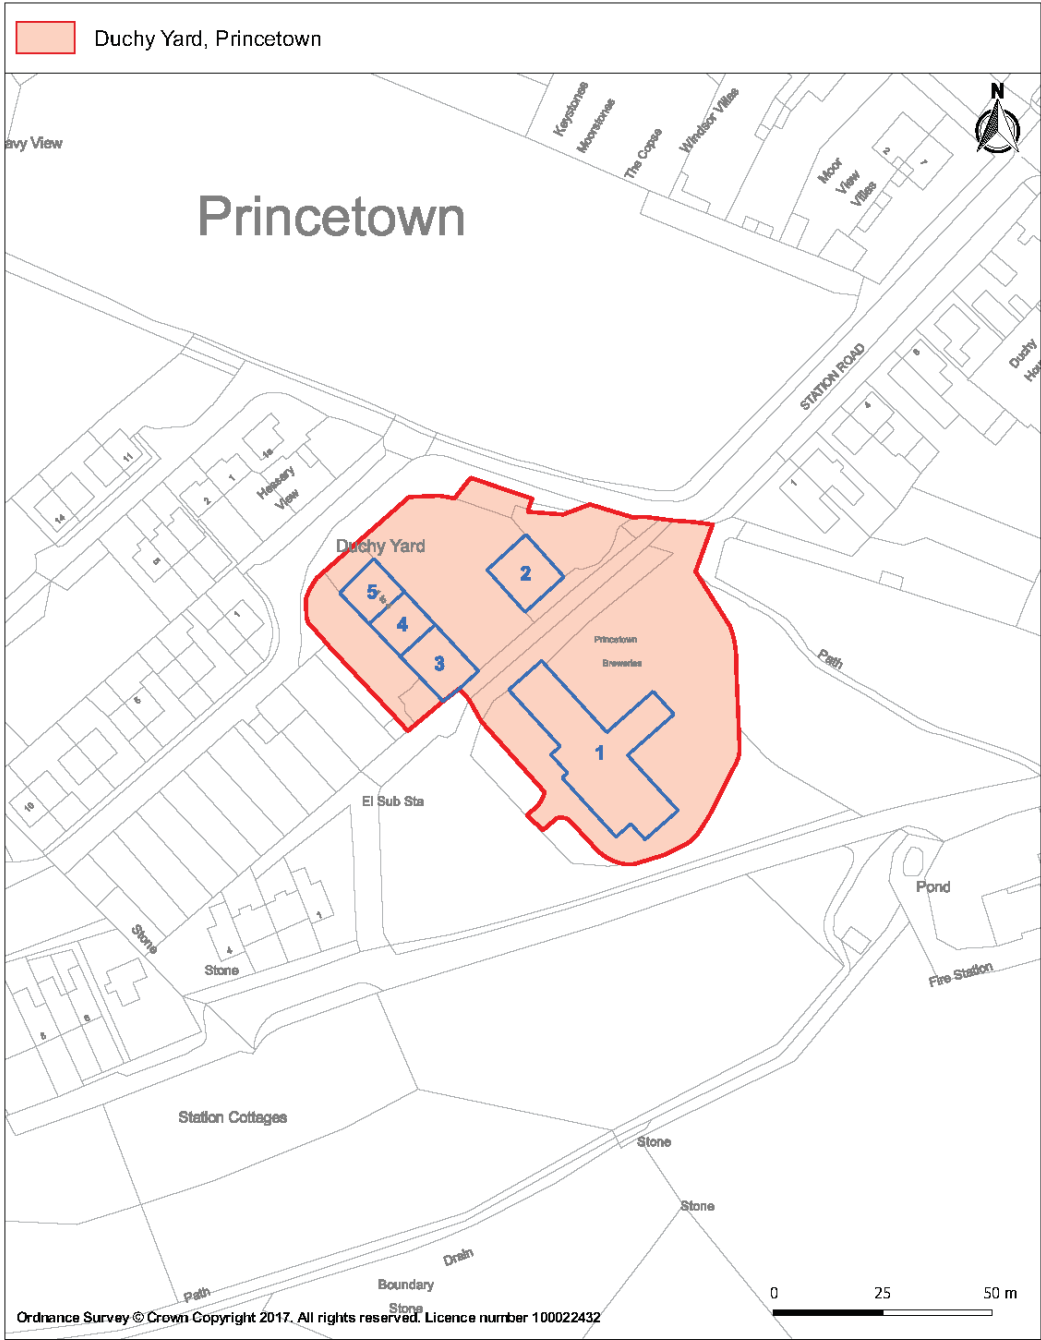 Duchy Yard, Princetown
N
avy View
Keystones
Moorstones
The Copse
Windsor Villas
2
7
Moor
View
Villas
Princetown
STATION ROAD
8
Duchy
4
1
11
14
1a
1
2
Hessary
View
5
Duchy Yard
2
5
4
3
1
Princetown
Breweries
Path
1
5
10
El Sub Sta
Pond
Fire Station
1
4
Stone
Stone
5
6
Station Cottages
Stone
Stone
Drain
Path
Boundary
Stone
0 25 50 m
Ordnance Survey © Crown Copyright 2017. All rights reserved. Licence number 100022432